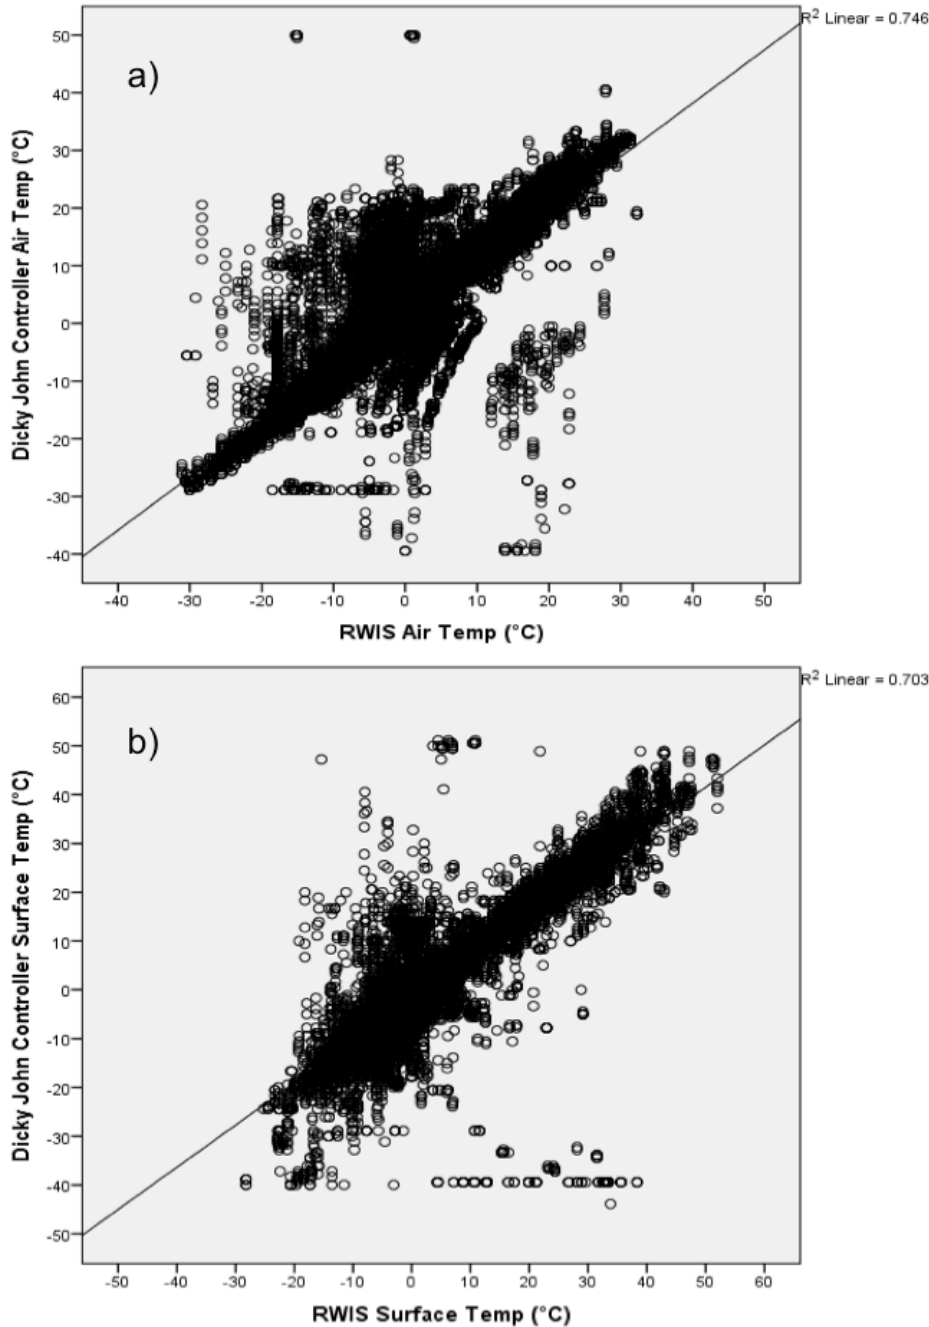 R2 Linear = 0.746
a)
50
40
30
20
10
0
-10
-20
-30
-40
Dicky John Controller Air Temp (°C)
-40 -30 -20 -10 0 10 20 30 40 50
RWIS Air Temp (°C)
R2 Linear = 0.703
b)
60
50
40
30
20
10
0
-10
-20
-30
-40
-50
Dicky John Controller Surface Temp (°C)
-50 -40 -30 -20 -10 0 10 20 30 40 50 60
RWIS Surface Temp (°C)